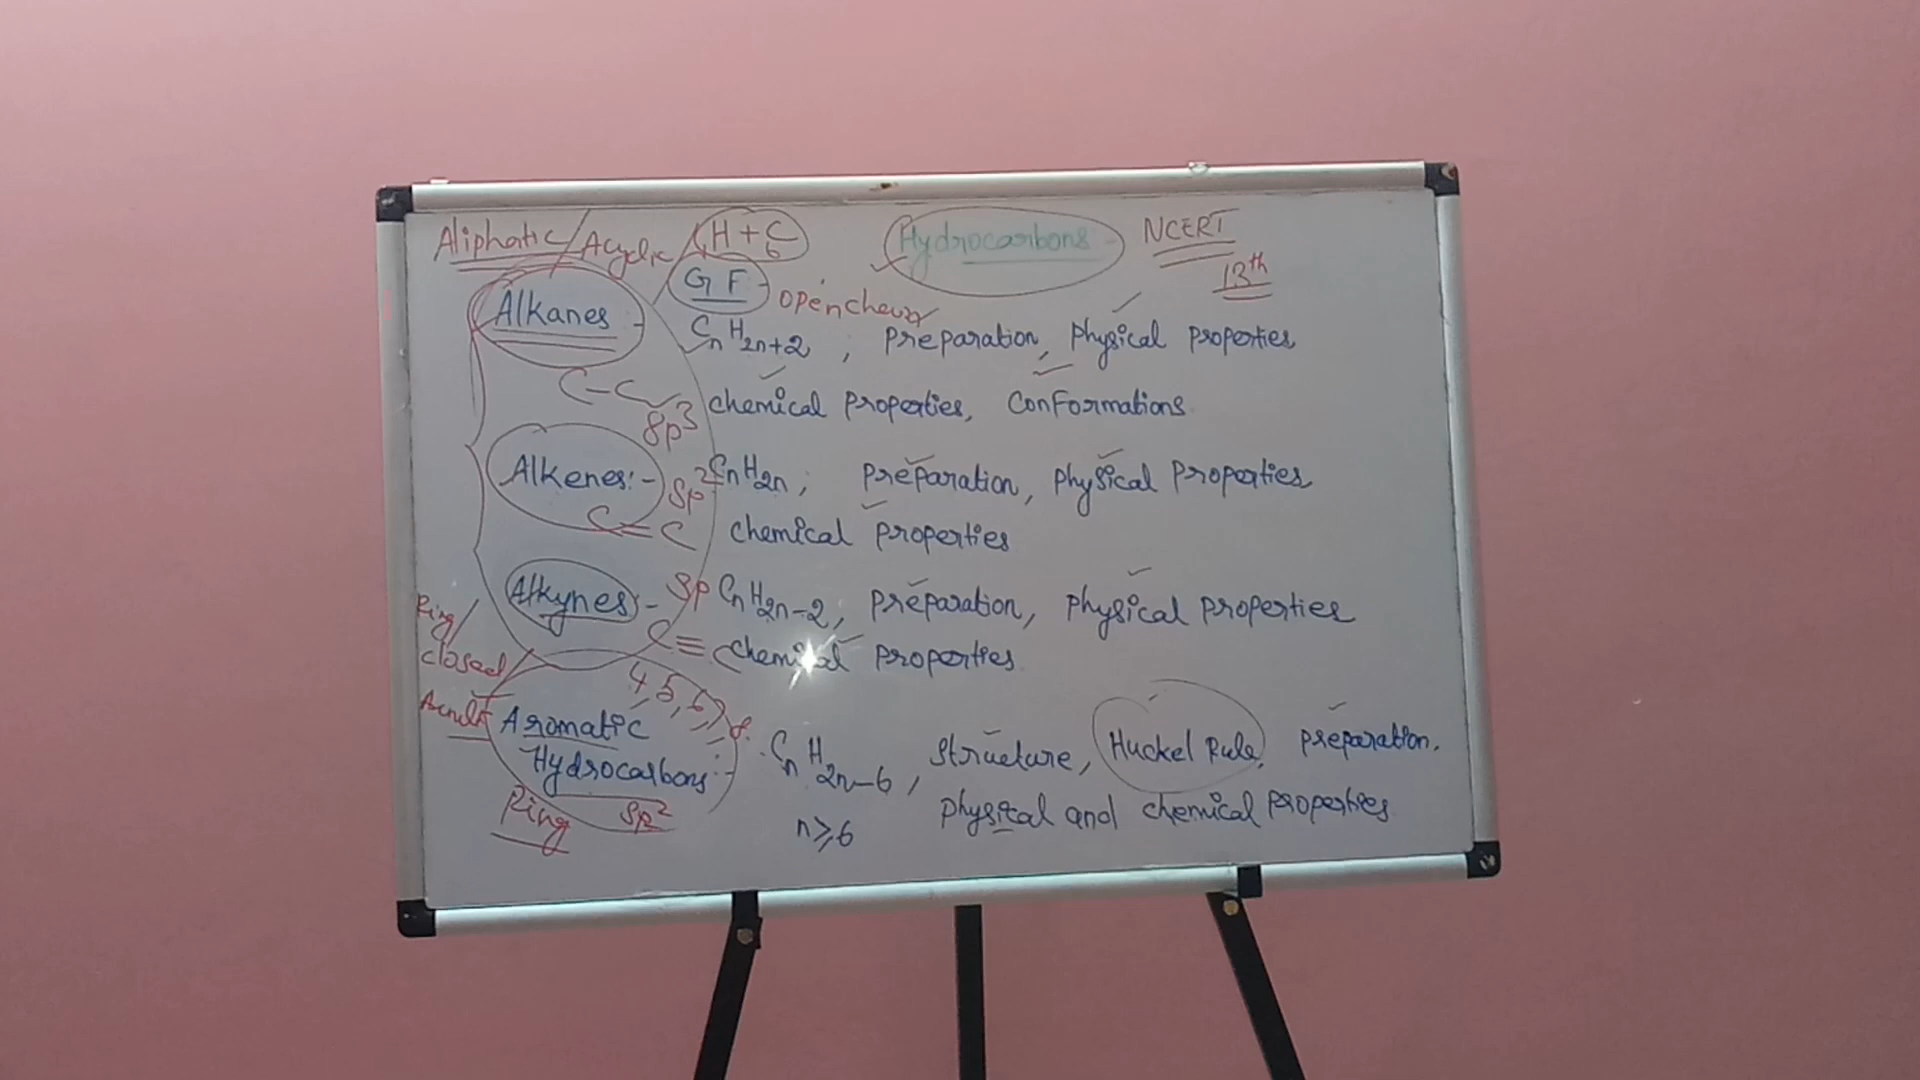 Aliphatic / Acyclic
H + C
Hydrocarbons
NCERT
13th
G F -
Alkanes -
CnH2n+2 ; Preparation, Physical Properties
C-C
sp3
Chemical Properties, Conformations
Alkenes:- sp2
CnH2n ; Preparation, Physical Properties
C=C
Chemical Properties
Alkynes - sp
CnH2n-2, Preparation, Physical Properties
C≡C
Chemical Properties
Ring /
closed
4,5,6,7,8.
Aromatic
Hydrocarbons:-
CnH2n-6, Structure, Huckel Rule, Preparation.
n≥6
Physical and Chemical Properties
Ring
sp2